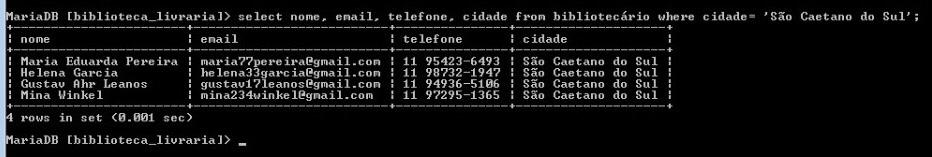 MariaDB [biblioteca_livraria]> select nome, email, telefone, cidade from bibliotecário where cidade= 'São Caetano do Sul';
+-----------------------+--------------------------+---------------+--------------------+
| nome | email | telefone | cidade |
+-----------------------+--------------------------+---------------+--------------------+
| Maria Eduarda Pereira | maria77pereira@gmail.com | 11 95423-6493 | São Caetano do Sul |
| Helena Garcia | helena33garcia@gmail.com | 11 98732-1947 | São Caetano do Sul |
| Gustav Ahr Leanos | gustav17leanos@gmail.com | 11 94936-5106 | São Caetano do Sul |
| Mina Winkel | mina234winkel@gmail.com | 11 97295-1365 | São Caetano do Sul |
+-----------------------+--------------------------+---------------+--------------------+
4 rows in set (0.001 sec)
MariaDB [biblioteca_livraria]> _